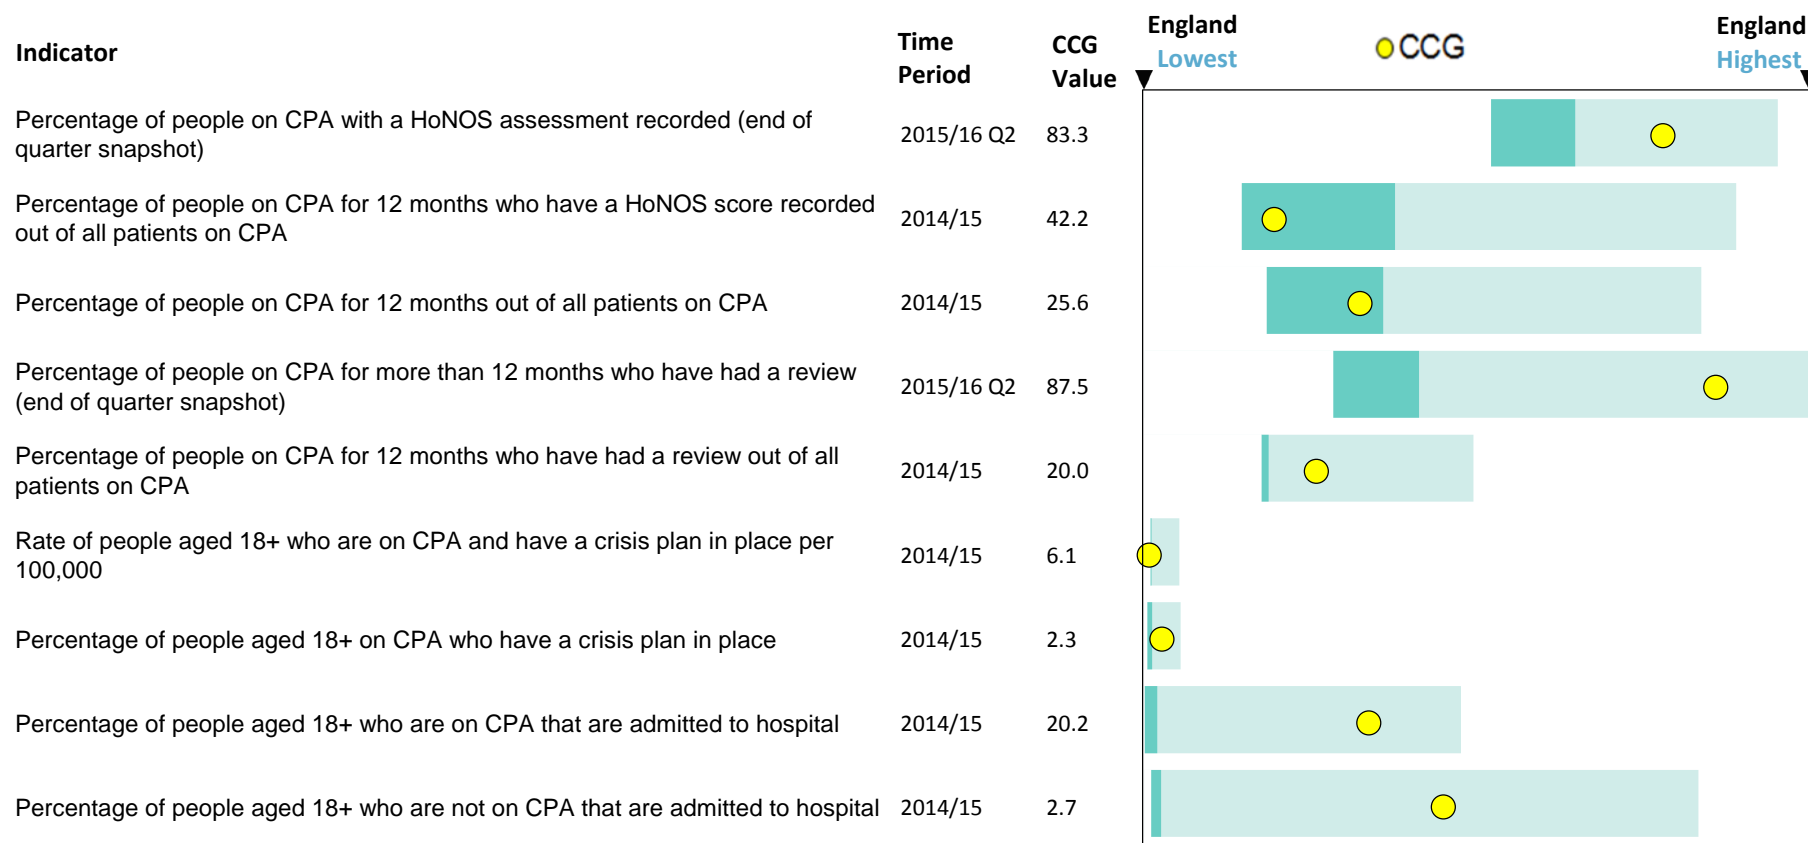 Indicator
Time Period
CCG Value
England Lowest
CCG
England Highest
Percentage of people on CPA with a HoNOS assessment recorded (end of
quarter snapshot)
2015/16 Q2
83.3
Percentage of people on CPA for 12 months who have a HoNOS score recorded
out of all patients on CPA
2014/15
42.2
Percentage of people on CPA for 12 months out of all patients on CPA
2014/15
25.6
Percentage of people on CPA for more than 12 months who have had a review
(end of quarter snapshot)
2015/16 Q2
87.5
Percentage of people on CPA for 12 months who have had a review out of all
patients on CPA
2014/15
20.0
Rate of people aged 18+ who are on CPA and have a crisis plan in place per
100,000
2014/15
6.1
Percentage of people aged 18+ on CPA who have a crisis plan in place
2014/15
2.3
Percentage of people aged 18+ who are on CPA that are admitted to hospital
2014/15
20.2
Percentage of people aged 18+ who are not on CPA that are admitted to hospital
2014/15
2.7